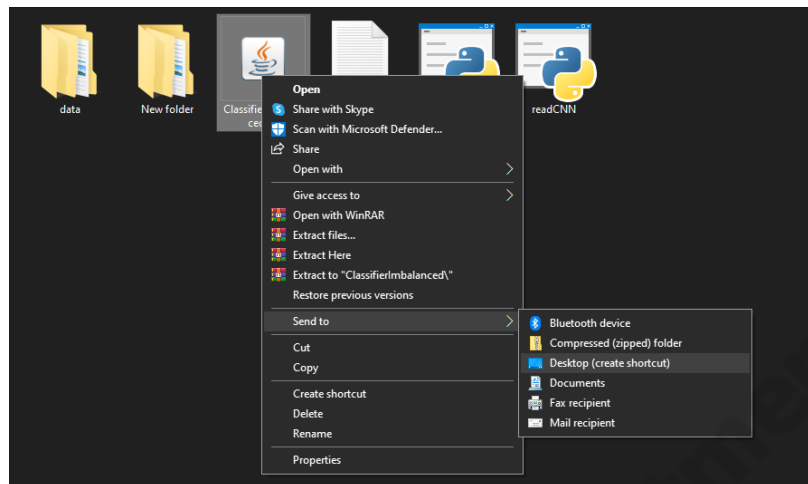 data
New folder
Classifie
ced
readCNN
Open
Share with Skype
Scan with Microsoft Defender...
Share
Open with
Give access to
Open with WinRAR
Extract files...
Extract Here
Extract to "ClassifierImbalanced\"
Restore previous versions
Send to
Cut
Copy
Create shortcut
Delete
Rename
Properties
Bluetooth device
Compressed (zipped) folder
Desktop (create shortcut)
Documents
Fax recipient
Mail recipient